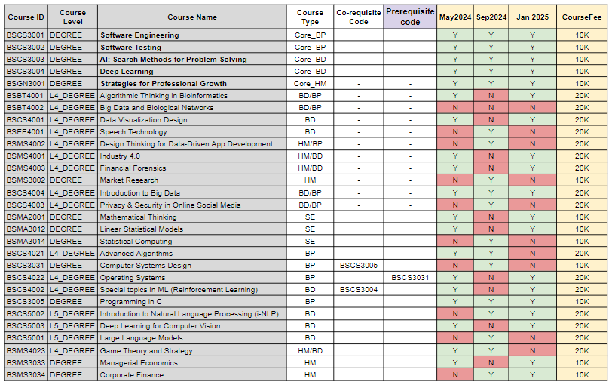 Course ID Course Level Course Name Course Type Co-requisite Code Prerequisite code May2024 Sep2024 Jan 2025 CourseFee
BSCS3001 DEGREE Software Engineering Core_BP Y Y Y 10K
BSCS3002 DEGREE Software Testing Core_BP Y Y Y 10K
BSCS3003 DEGREE AI: Search Methods for Problem Solving Core_BD Y Y Y 10K
BSCS3004 DEGREE Deep Learning Core_BD Y Y Y 10K
BSGN3001 DEGREE Strategies for Professional Growth Core_HM Y Y Y 10K
BSBT4001 L4_DEGREE Algorithmic Thinking in Bioinformatics BD/BP - - Y N Y 20K
BSBT4002 L4_DEGREE Big Data and Biological Networks BD/BP - - N N N 20K
BSCS4001 L4_DEGREE Data Visualization Design BD - - Y N Y 20K
BSEE4001 L4_DEGREE Speech Technology BD - - N Y N 20K
BSMS4002 L4_DEGREE Design Thinking for Data-Driven App Development HM/BP - - N Y N 20K
BSMS4001 L4_DEGREE Industry 4.0 HM/BD - - Y N Y 20K
BSMS4003 L4_DEGREE Financial Forensics HM/BD - - Y N Y 20K
BSMS3002 DEGREE Market Research HM - - N Y N 10K
BSCS4004 L4_DEGREE Introduction to Big Data BD/BP - - 20K
BSCS4003 L4_DEGREE Privacy & Security in Online Social Media BD/BP - - 20K
BSMA2001 DEGREE Mathematical Thinking SE Y N Y 10K
BSMA3012 DEGREE Linear Statistical Models SE 10K
BSMA3014 DEGREE Statistical Computing SE N Y N 10K
BSCS4021 L4_DEGREE Advanced Algorithms BP 20K
BSCS3031 DEGREE Computer Systems Design BP BSCS3005 10K
BSCS4022 L4_DEGREE Operating Systems BP BSCS3031 20K
L4_DEGREE Special topics in ML (Reinforcement Learning) BD BSCS3004 20K
BSCS3005 DEGREE Programming in C BP 10K
BSCS5002 L5_DEGREE Introduction to Natural Language Processing (i-NLP) BD 20K
BSCS5003 L5_DEGREE Deep Learning for Computer Vision BD 20K
BSCS5001 L5_DEGREE Large Language Models BD 20K
BSMS4023 L4_DEGREE Game Theory and Strategy HM/BD 20K
BSMS3033 DEGREE Managerial Economics HM 10K
BSMS3034 DEGREE Corporate Finance HM 10K